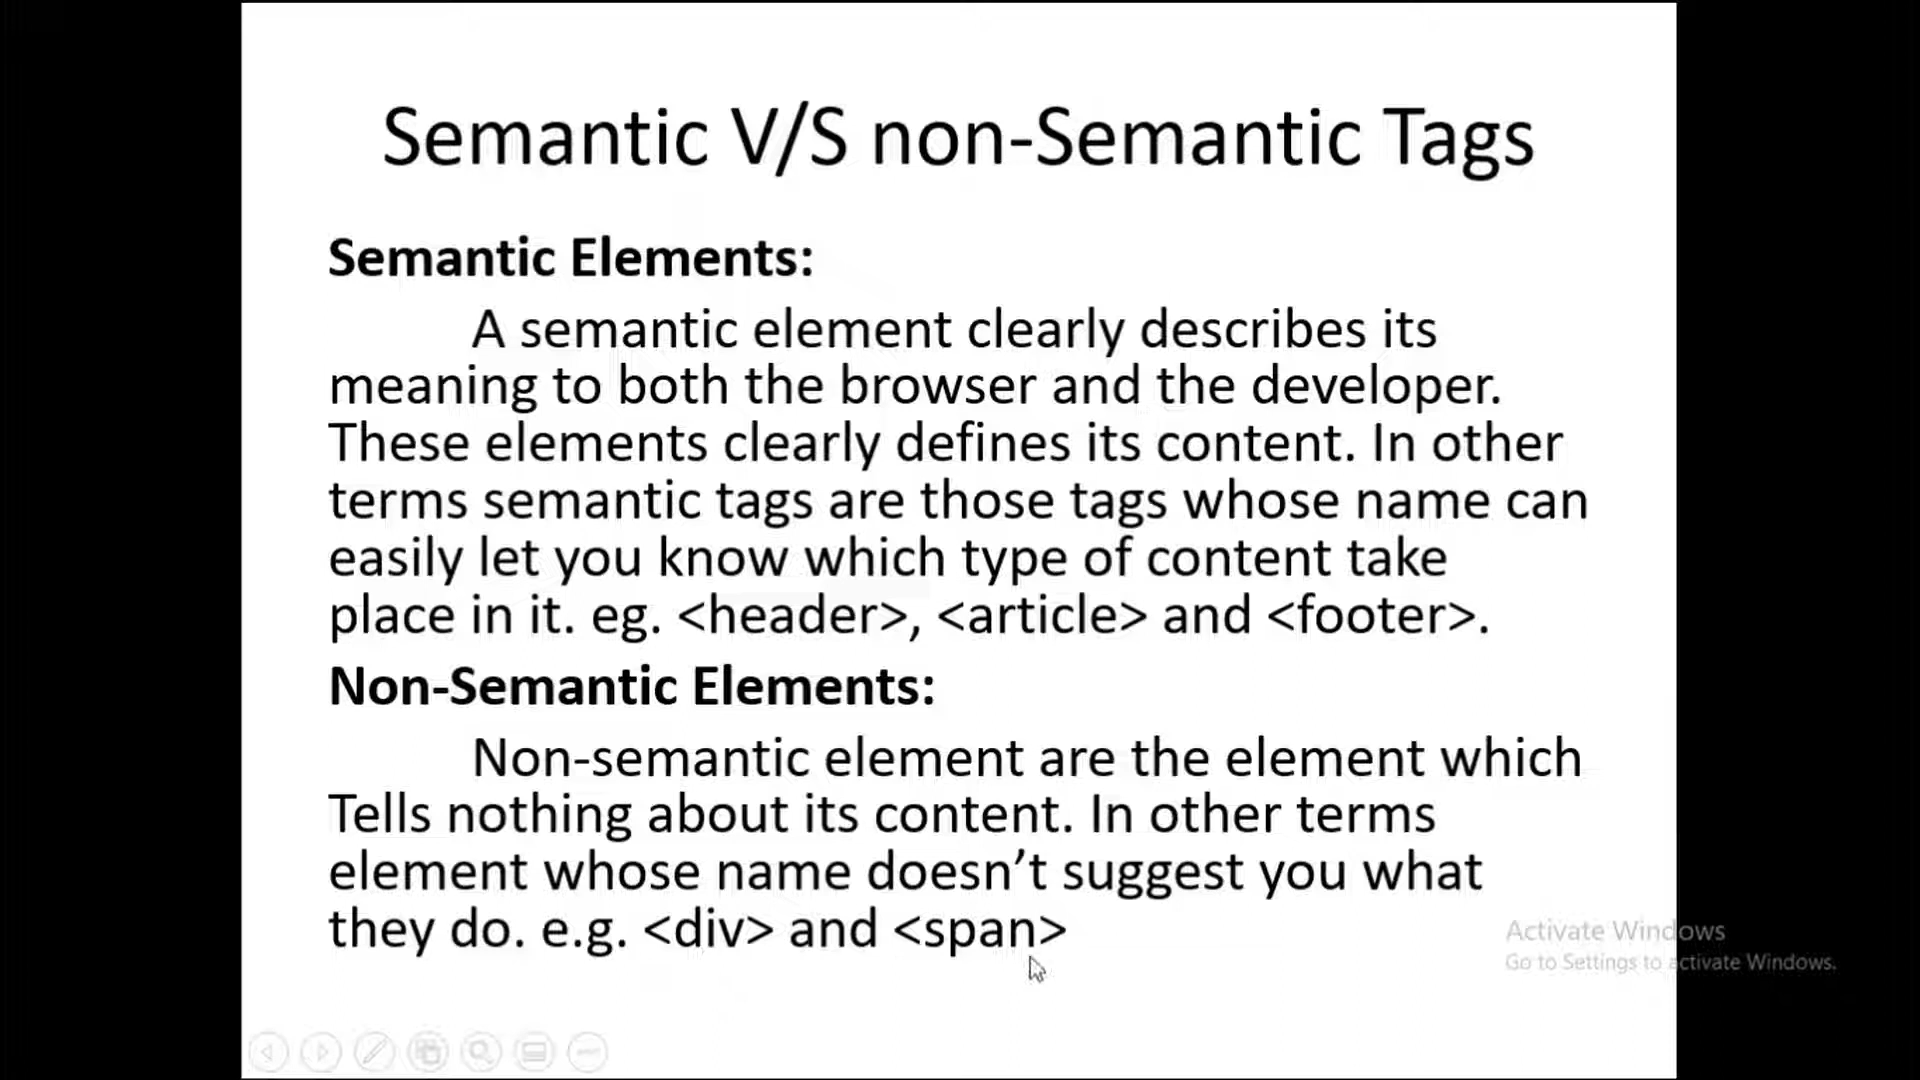 Semantic V/S non-Semantic Tags
Semantic Elements:
A semantic element clearly describes its
meaning to both the browser and the developer.
These elements clearly defines its content. In other
terms semantic tags are those tags whose name can
easily let you know which type of content take
place in it. eg. <header>, <article> and <footer>.
Non-Semantic Elements:
Non-semantic element are the element which
Tells nothing about its content. In other terms
element whose name doesn’t suggest you what
they do. e.g. <div> and <span>
Activate Windows
Go to Settings to activate Windows.